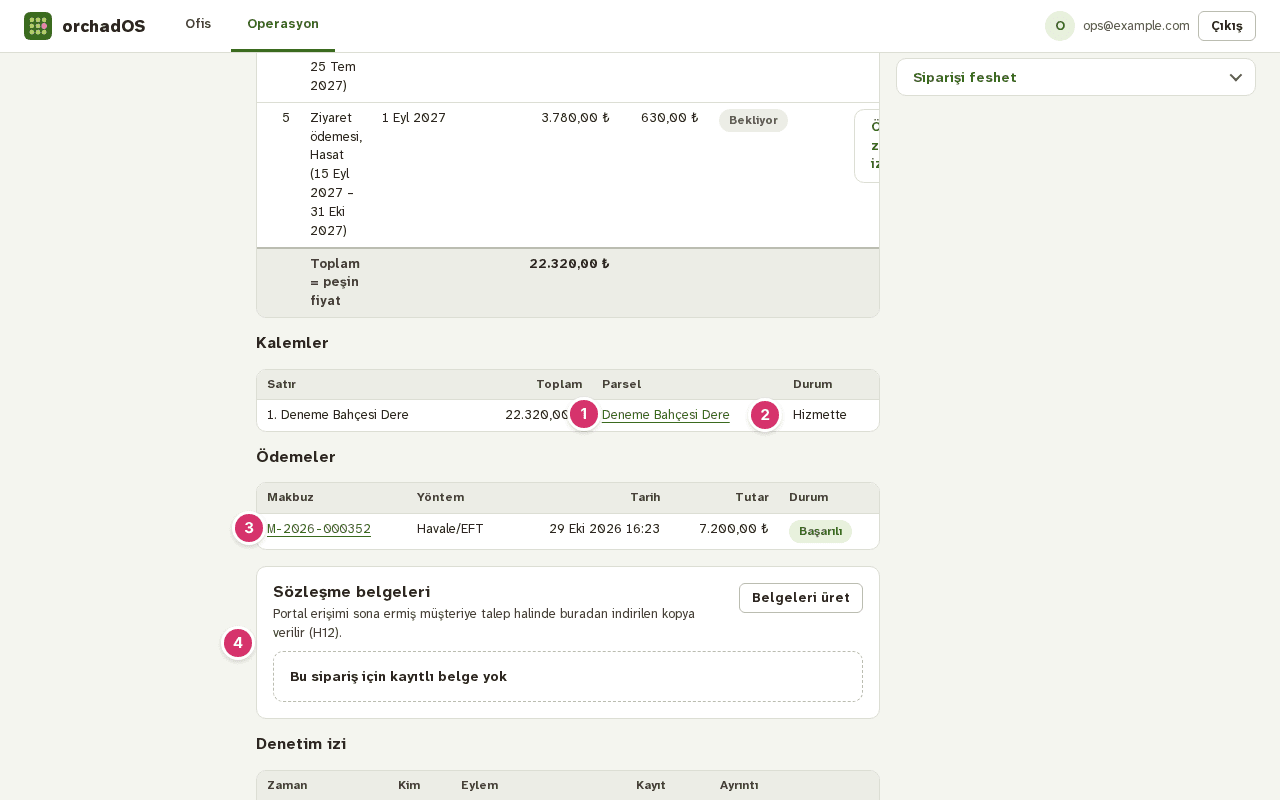 orchadOS
Ofis
Operasyon
O
ops@example.com
Çıkış
25 Tem
2027)
Siparişi feshet
5
Ziyaret
ödemesi,
Hasat
(15 Eyl
2027 –
31 Eki
2027)
1 Eyl 2027
3.780,00 ₺
630,00 ₺
Bekliyor
Toplam
= peşin
fiyat
22.320,00 ₺
Kalemler
Satır Toplam Parsel Durum
1. Deneme Bahçesi Dere 22.320,00 1 Deneme Bahçesi Dere 2 Hizmette
Ödemeler
Makbuz Yöntem Tarih Tutar Durum
3 M-2026-000352 Havale/EFT 29 Eki 2026 16:23 7.200,00 ₺ Başarılı
Sözleşme belgeleri
Belgeleri üret
Portal erişimi sona ermiş müşteriye talep halinde buradan indirilen kopya
verilir (H12).
4
Bu sipariş için kayıtlı belge yok
Denetim izi
Zaman Kim Eylem Kayıt Ayrıntı